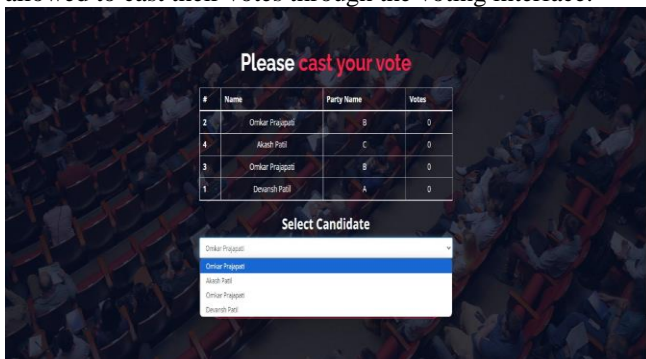 allowed to cast their votes through the voting interface.
Please cast your vote
# Name Party Name Votes
2 Omkar Prajapati B 0
4 Akash Patil C 0
3 Omkar Prajapati B 0
1 Devansh Patil A 0
Select Candidate
Omkar Prajapati
Omkar Prajapati
Akash Patil
Omkar Prajapati
Devansh Patil